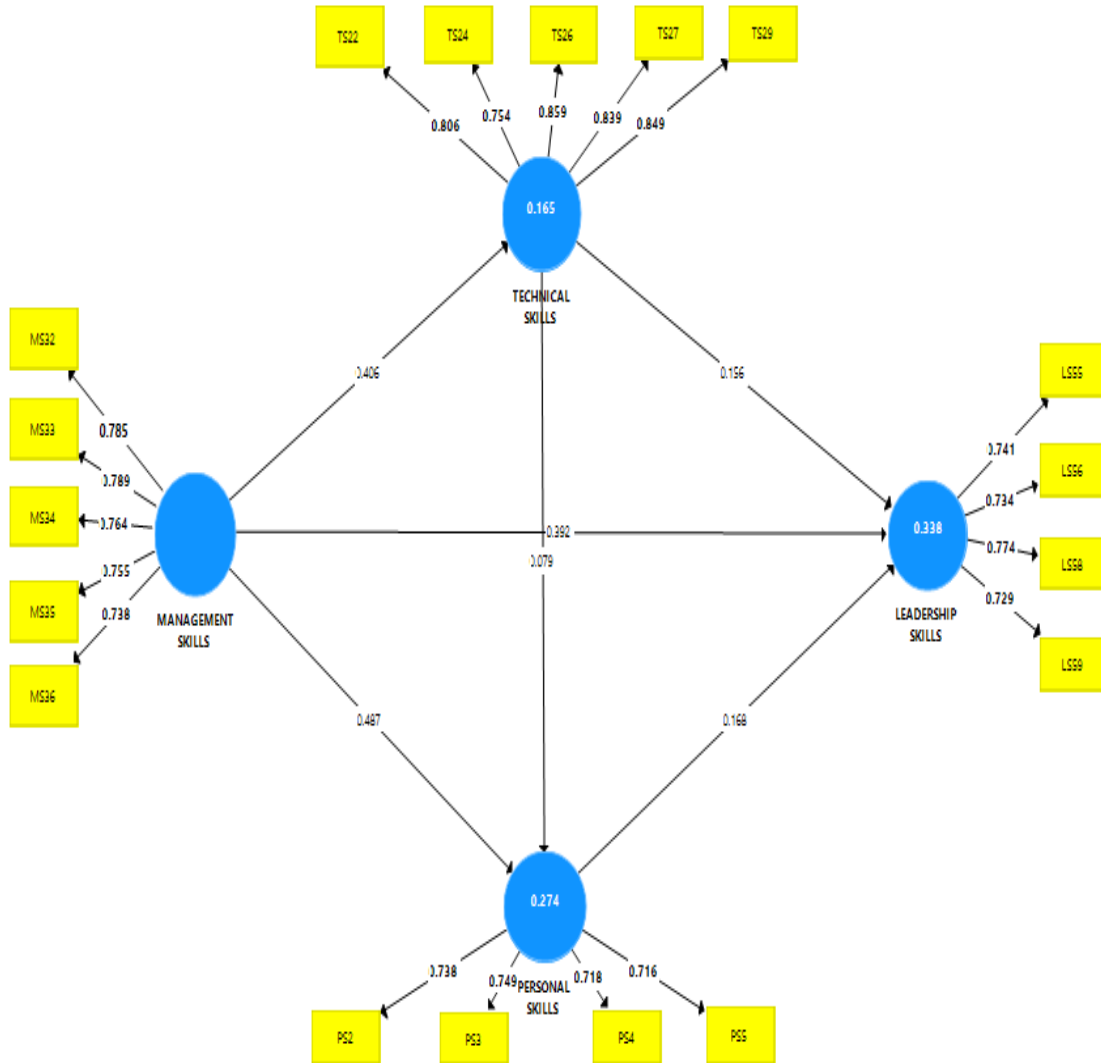 TS22
TS24
TS26
TS27
TS29
0.806
0.754
0.859
0.839
0.849
0.165
TECHNICAL
SKILLS
MS32
MS33
MS34
MS35
MS36
0.785
0.789
0.764
0.755
0.738
MANAGEMENT
SKILLS
0.406
0.156
0.392
0.079
0.487
0.168
LS55
LS56
LS58
LS59
0.741
0.734
0.774
0.729
0.338
LEADERSHIP
SKILLS
0.274
PERSONAL
SKILLS
0.738
0.749
0.718
0.716
PS2
PS3
PS4
PS5